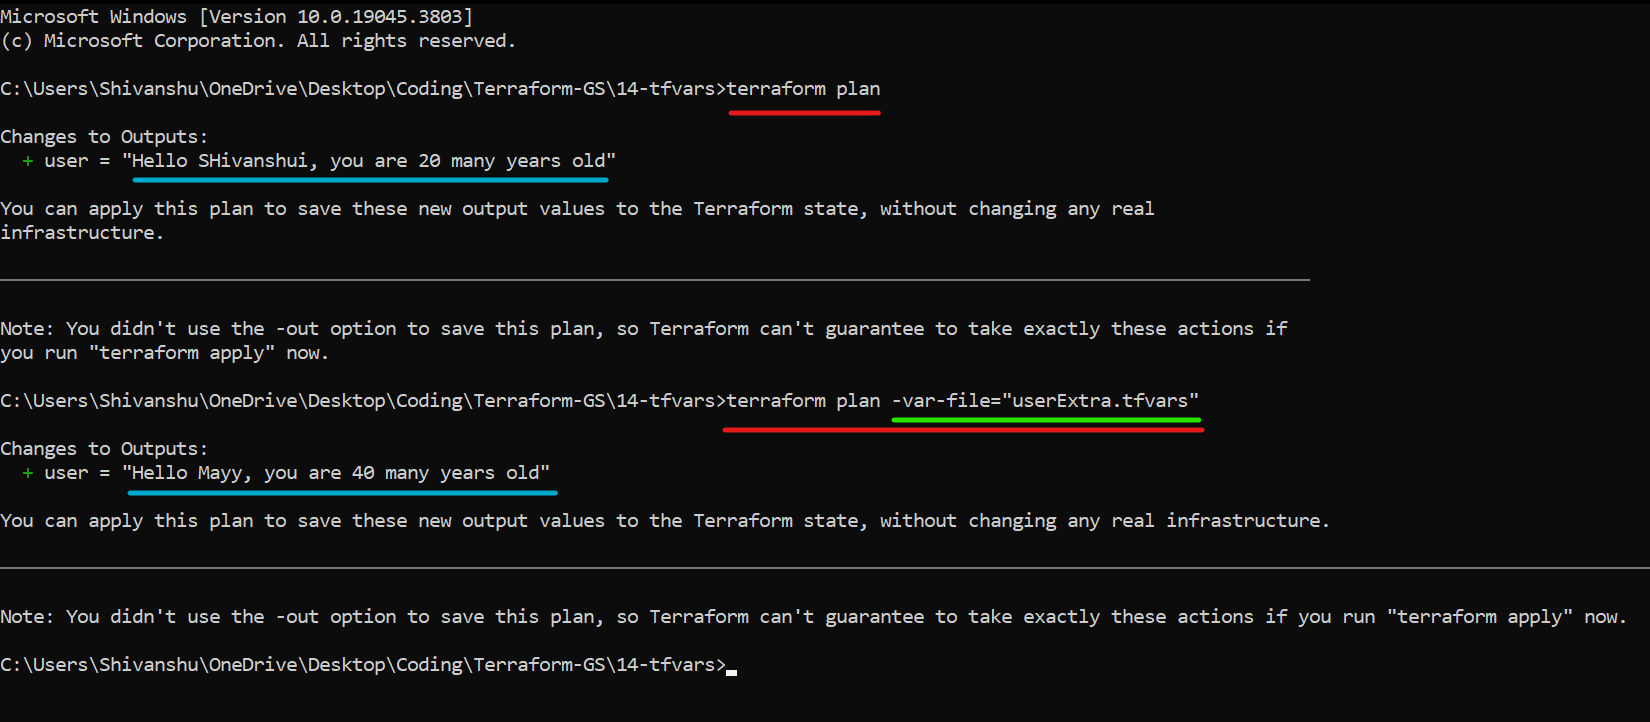 Microsoft Windows [Version 10.0.19045.3803]
(c) Microsoft Corporation. All rights reserved.
C:\Users\Shivanshu\OneDrive\Desktop\Coding\Terraform-GS\14-tfvars>terraform plan
Changes to Outputs:
  + user = "Hello SHivanshui, you are 20 many years old"
You can apply this plan to save these new output values to the Terraform state, without changing any real
infrastructure.
Note: You didn't use the -out option to save this plan, so Terraform can't guarantee to take exactly these actions if
you run "terraform apply" now.
C:\Users\Shivanshu\OneDrive\Desktop\Coding\Terraform-GS\14-tfvars>terraform plan -var-file="userExtra.tfvars"
Changes to Outputs:
  + user = "Hello Mayy, you are 40 many years old"
You can apply this plan to save these new output values to the Terraform state, without changing any real infrastructure.
Note: You didn't use the -out option to save this plan, so Terraform can't guarantee to take exactly these actions if you run "terraform apply" now.
C:\Users\Shivanshu\OneDrive\Desktop\Coding\Terraform-GS\14-tfvars>